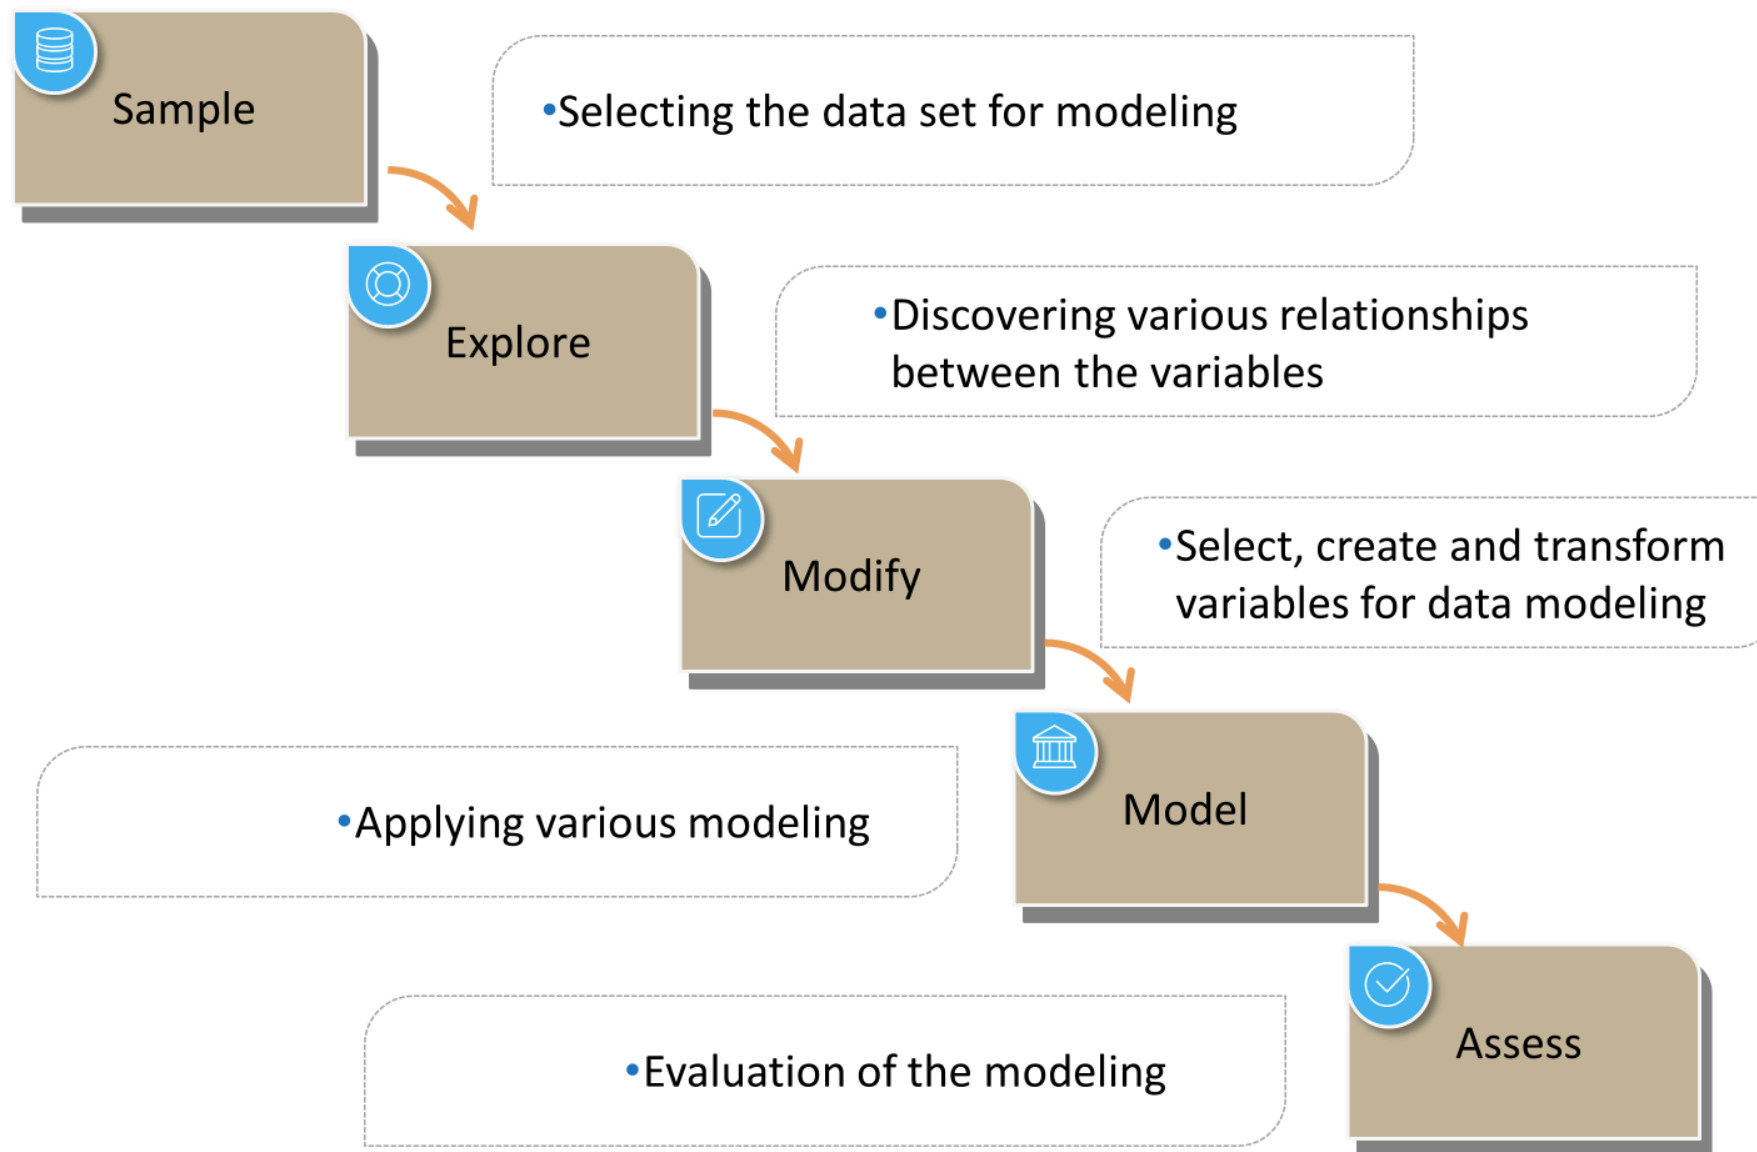 Sample
•Selecting the data set for modeling
Explore
•Discovering various relationships
between the variables
Modify
•Select, create and transform
variables for data modeling
Model
•Applying various modeling
Assess
•Evaluation of the modeling